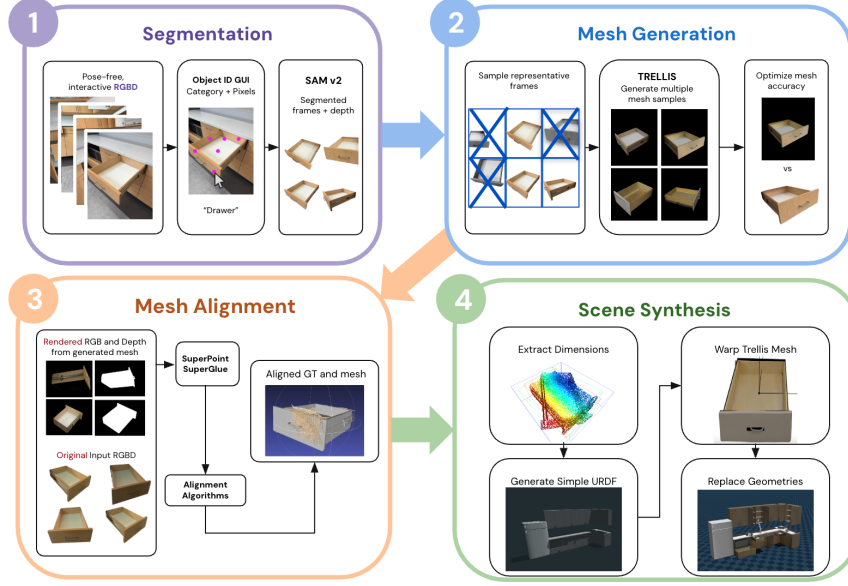 1
Segmentation
Pose-free,
interactive RGBD
Object ID GUI
Category + Pixels
"Drawer"
SAM v2
Segmented
frames + depth
2
Mesh Generation
Sample representative
frames
TRELLIS
Generate multiple
mesh samples
Optimize mesh
accuracy
vs
3
Mesh Alignment
Rendered RGB and Depth
from generated mesh
Original Input RGBD
SuperPoint
SuperGlue
Alignment
Algorithms
Aligned GT and mesh
4
Scene Synthesis
Extract Dimensions
Generate Simple URDF
Warp Trellis Mesh
Replace Geometries